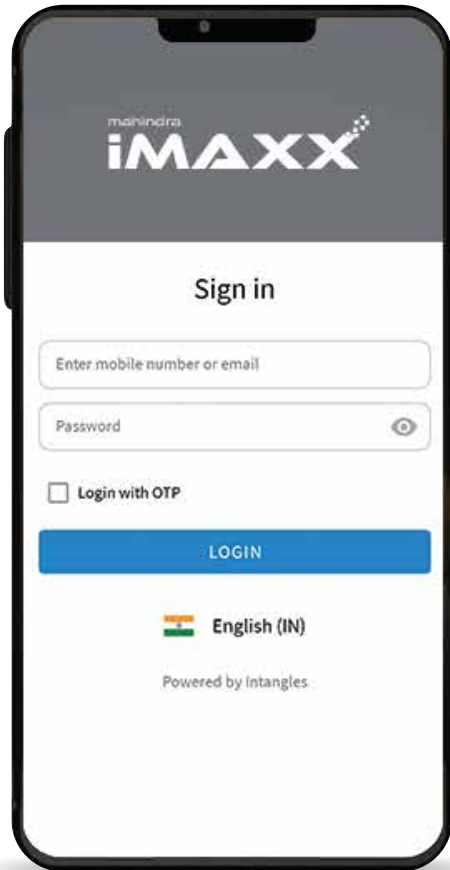 mahindra
iMAXX
Sign in
Enter mobile number or email
Password
Login with OTP
LOGIN
English (IN)
Powered by Intangles